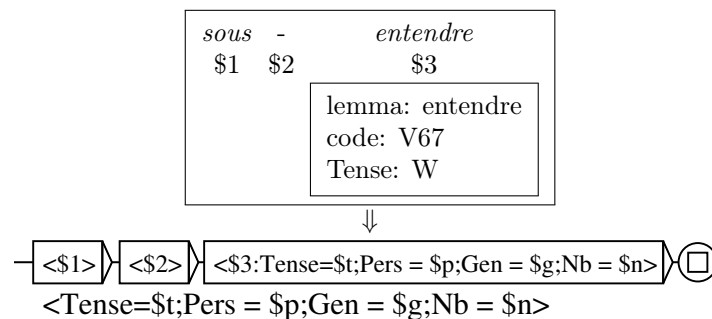 sous - entendre
$1 $2 $3
lemma: entendre
code: V67
Tense: W
⇓
<$1> <$2> <$3:Tense=$t;Pers = $p;Gen = $g;Nb = $n>
<Tense=$t;Pers = $p;Gen = $g;Nb = $n>